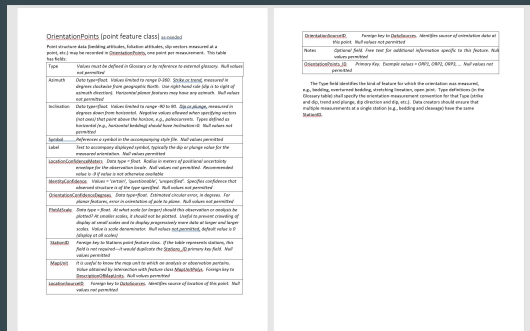 OrientationPoints (point feature class) as needed
Point structure data (bedding attitudes, foliation attitudes, slip vectors measured at a
point, etc.) may be recorded in OrientationPoints, one point per measurement. This table
has fields:
Type Values must be defined in Glossary or by reference to external glossary. Null values
not permitted
Azimuth Data type=float. Values limited to range 0-360. Strike or trend, measured in
degrees clockwise from geographic North. Use right-hand rule (dip is to right of
azimuth direction). Horizontal planar features may have any azimuth. Null values
not permitted
Inclination Data type=float. Values limited to range -90 to 90. Dip or plunge, measured in
degrees down from horizontal. Negative values allowed when specifying vectors
(not axes) that point above the horizon, e.g., paleocurrents. Types defined as
horizontal (e.g., horizontal bedding) should have Inclination=0. Null values not
permitted
Symbol References a symbol in the accompanying style file. Null values not permitted
Label Text to accompany displayed symbol, typically the dip or plunge value for the
measured orientation. Null values permitted
LocationConfidenceMeters Data type = float. Radius in meters of positional uncertainty
envelope for the observation locale. Null values not permitted. Recommended
value is -9 if value is not otherwise available
IdentityConfidence Values = 'certain', 'questionable', 'unspecified'. Specifies confidence that
observed structure is of the type specified. Null values not permitted
OrientationConfidenceDegrees Data type=float. Estimated circular error, in degrees. For
planar features, error in orientation of pole to plane. Null values not permitted
PlotAtScale Data type = float. At what scale (or larger) should this observation or analysis be
plotted? At smaller scales, it should not be plotted. Useful to prevent crowding of
display at small scales and to display progressively more data at larger and larger
scales. Value is scale denominator. Null values not permitted, default value is 0
(display at all scales)
StationID Foreign key to Stations point feature class. If the table represents stations, this
field is not required—it would duplicate the Stations_ID primary key field. Null
values permitted
MapUnit It is useful to know the map unit to which an analysis or observation pertains.
Value obtained by intersection with feature class MapUnitPolys. Foreign key to
DescriptionOfMapUnits. Null values permitted
LocationSourceID Foreign key to DataSources. Identifies source of location of this point. Null
values not permitted
OrientationSourceID Foreign key to DataSources. Identifies source of orientation data at
this point. Null values not permitted
Notes Optional field. Free text for additional information specific to this feature. Null
values permitted
OrientationPoints_ID Primary Key. Example values = ORP1, ORP2, ORP3, ... Null values not
permitted
The Type field identifies the kind of feature for which the orientation was measured,
e.g., bedding, overturned bedding, stretching lineation, open joint. Type definitions (in the
Glossary table) shall specify the orientation-measurement convention for that Type (strike
and dip, trend and plunge, dip direction and dip, etc.). Data creators should ensure that
multiple measurements at a single station (e.g., bedding and cleavage) have the same
StationID.